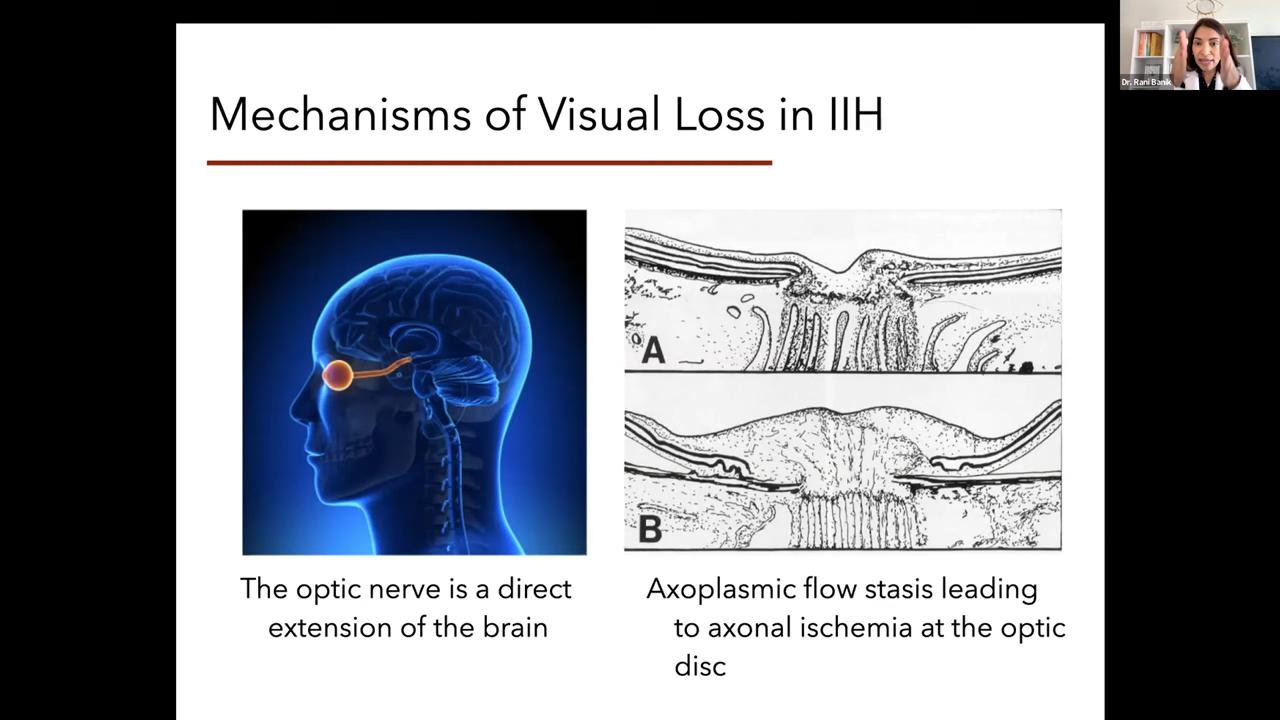 Mechanisms of Visual Loss in IIH
A
B
The optic nerve is a direct
extension of the brain
Axoplasmic flow stasis leading
to axonal ischemia at the optic
disc
Dr. Rani Banik